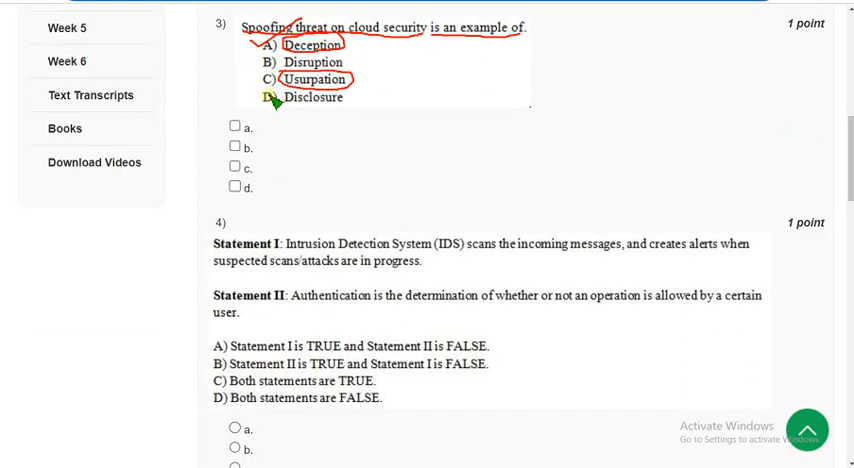 Week 5
Week 6
Text Transcripts
Books
Download Videos
3) Spoofing threat on cloud security is an example of. 1 point
A) Deception
B) Disruption
C) Usurpation
D) Disclosure
a.
b.
c.
d.
4) 1 point
Statement I: Intrusion Detection System (IDS) scans the incoming messages, and creates alerts when
suspected scans/attacks are in progress.
Statement II: Authentication is the determination of whether or not an operation is allowed by a certain
user.
A) Statement I is TRUE and Statement II is FALSE.
B) Statement II is TRUE and Statement I is FALSE.
C) Both statements are TRUE.
D) Both statements are FALSE.
a.
b.
Activate Windows
Go to Settings to activate Windows.